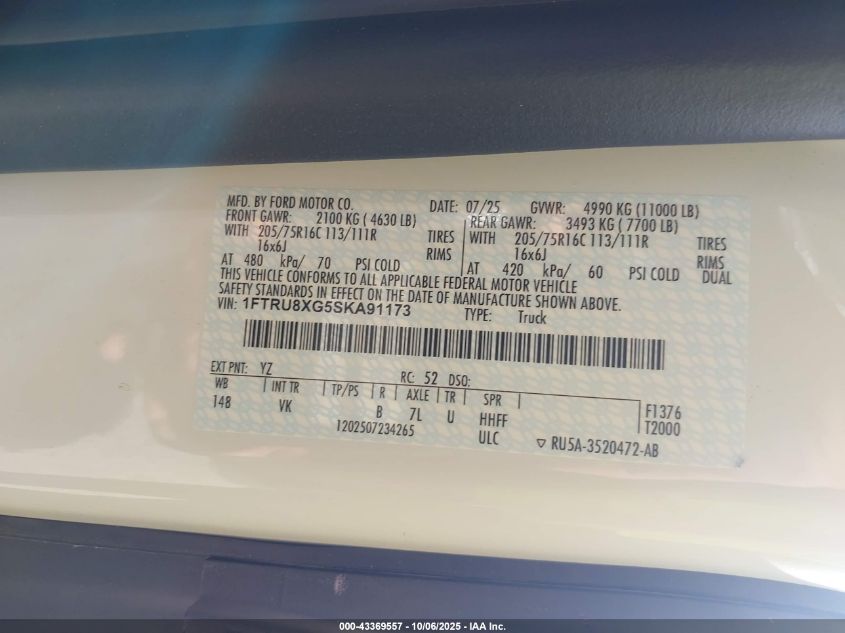 MFD. BY FORD MOTOR CO. DATE: 07/25 GVWR: 4990 KG (11000 LB)
FRONT GAWR: 2100 KG ( 4630 LB) REAR GAWR: 3493 KG ( 7700 LB)
WITH 205/75R16C 113/111R TIRES WITH 205/75R16C 113/111R TIRES
16x6J RIMS 16x6J RIMS
AT 480 kPa/ 70 PSI COLD AT 420 kPa/ 60 PSI COLD DUAL
THIS VEHICLE CONFORMS TO ALL APPLICABLE FEDERAL MOTOR VEHICLE
SAFETY STANDARDS IN EFFECT ON THE DATE OF MANUFACTURE SHOWN ABOVE.
VIN: 1FTRU8XG5SKA91173 TYPE: Truck
EXT PNT: YZ RC: 52 DSO:
WB INT TR TP/PS R AXLE TR SPR F1376
148 VK B 7L U HHFF T2000
1202507234265 ULC ▽ RU5A-3520472-AB
000-43369557 - 10/06/2025 - IAA Inc.